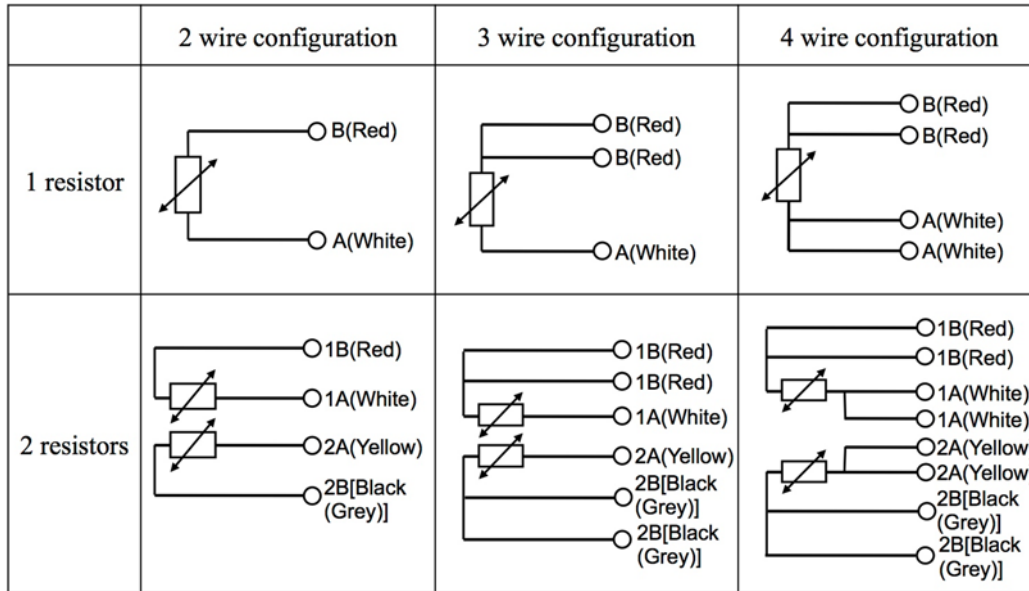 2 wire configuration
3 wire configuration
4 wire configuration
1 resistor
B(Red)
A(White)
B(Red)
B(Red)
A(White)
B(Red)
B(Red)
A(White)
A(White)
2 resistors
1B(Red)
1A(White)
2A(Yellow)
2B[Black
(Grey)]
1B(Red)
1B(Red)
1A(White)
2A(Yellow)
2B[Black
(Grey)]
2B[Black
(Grey)]
1B(Red)
1B(Red)
1A(White)
1A(White)
2A(Yellow
2A(Yellow
2B[Black
(Grey)]
2B[Black
(Grey)]